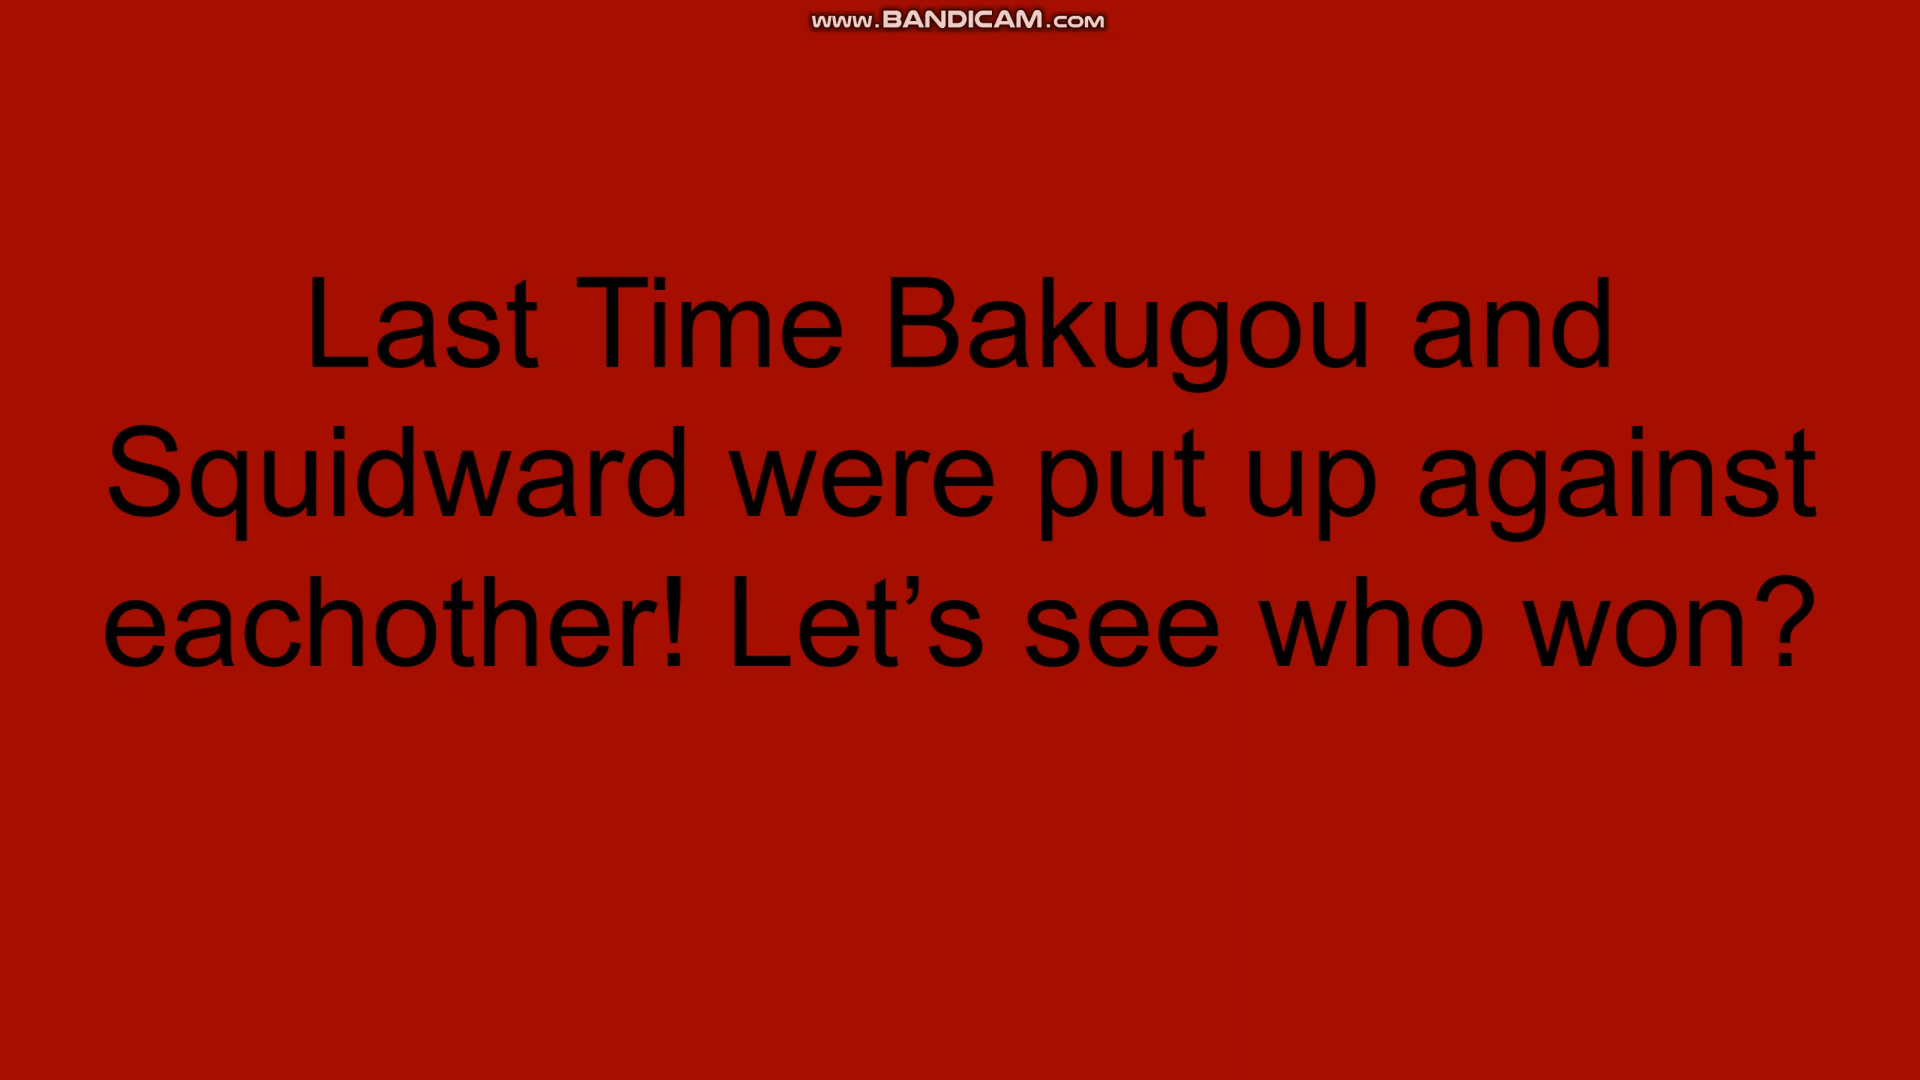 www.BANDICAM.com
Last Time Bakugou and
Squidward were put up against
eachother! Let’s see who won?